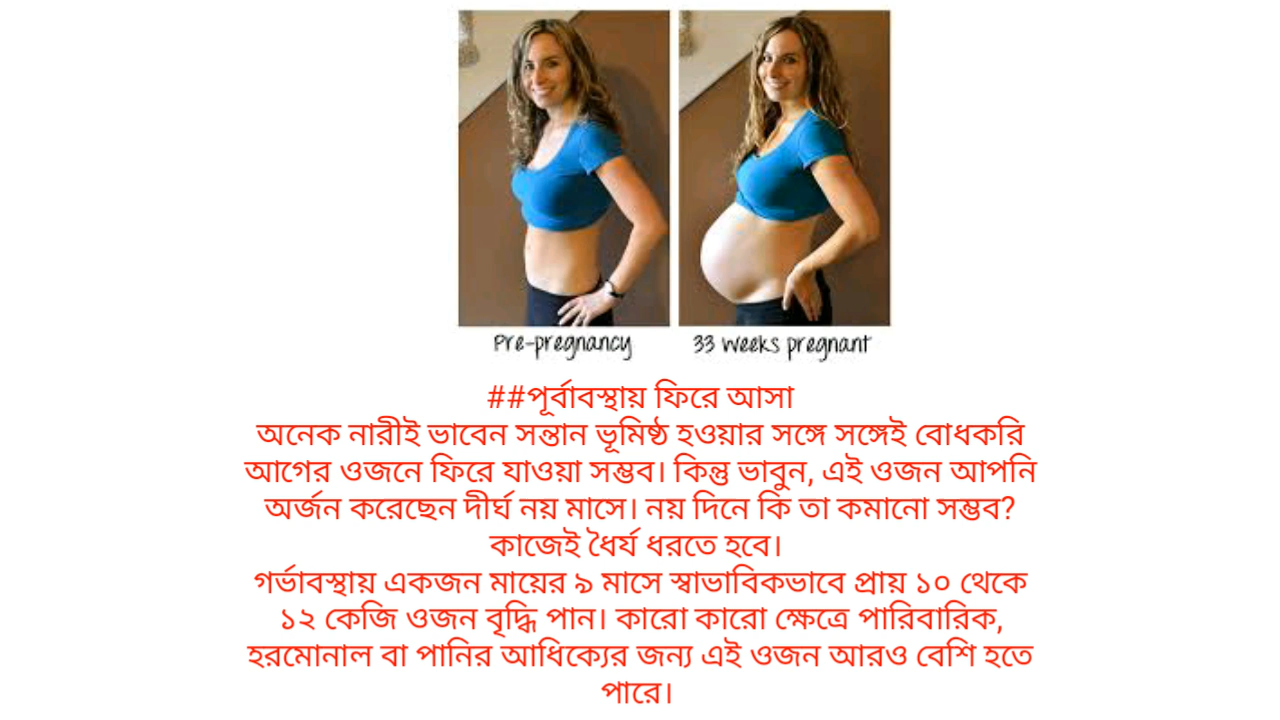 Pre-pregnancy 33 weeks pregnant
##পূর্বাবস্থায় ফিরে আসা
অনেক নারীই ভাবেন সন্তান ভূমিষ্ঠ হওয়ার সঙ্গে সঙ্গেই বোধকরি
আগের ওজনে ফিরে যাওয়া সম্ভব। কিন্তু ভাবুন, এই ওজন আপনি
অর্জন করেছেন দীর্ঘ নয় মাসে। নয় দিনে কি তা কমানো সম্ভব?
কাজেই ধৈর্য ধরতে হবে।
গর্ভাবস্থায় একজন মায়ের ৯ মাসে স্বাভাবিকভাবে প্রায় ১০ থেকে
১২ কেজি ওজন বৃদ্ধি পান। কারো কারো ক্ষেত্রে পারিবারিক,
হরমোনাল বা পানির আধিক্যের জন্য এই ওজন আরও বেশি হতে
পারে।